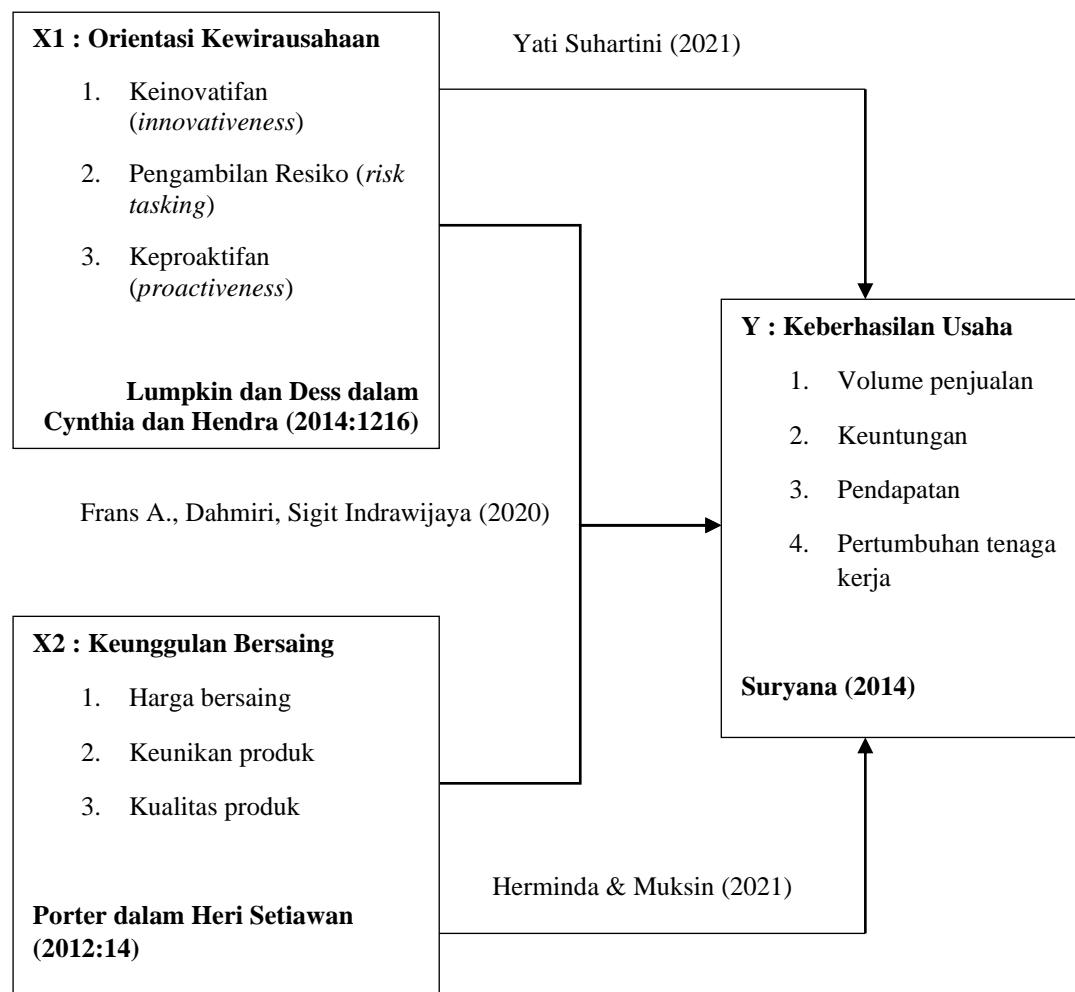 X1 : Orientasi Kewirausahaan
1. Keinovatifan
(innovativeness)
2. Pengambilan Resiko (risk
tasking)
3. Keproaktifan
(proactiveness)
Lumpkin dan Dess dalam
Cynthia dan Hendra (2014:1216)
Yati Suhartini (2021)
Frans A., Dahmiri, Sigit Indrawijaya (2020)
Y : Keberhasilan Usaha
1. Volume penjualan
2. Keuntungan
3. Pendapatan
4. Pertumbuhan tenaga
kerja
Suryana (2014)
X2 : Keunggulan Bersaing
1. Harga bersaing
2. Keunikan produk
3. Kualitas produk
Porter dalam Heri Setiawan
(2012:14)
Herminda & Muksin (2021)